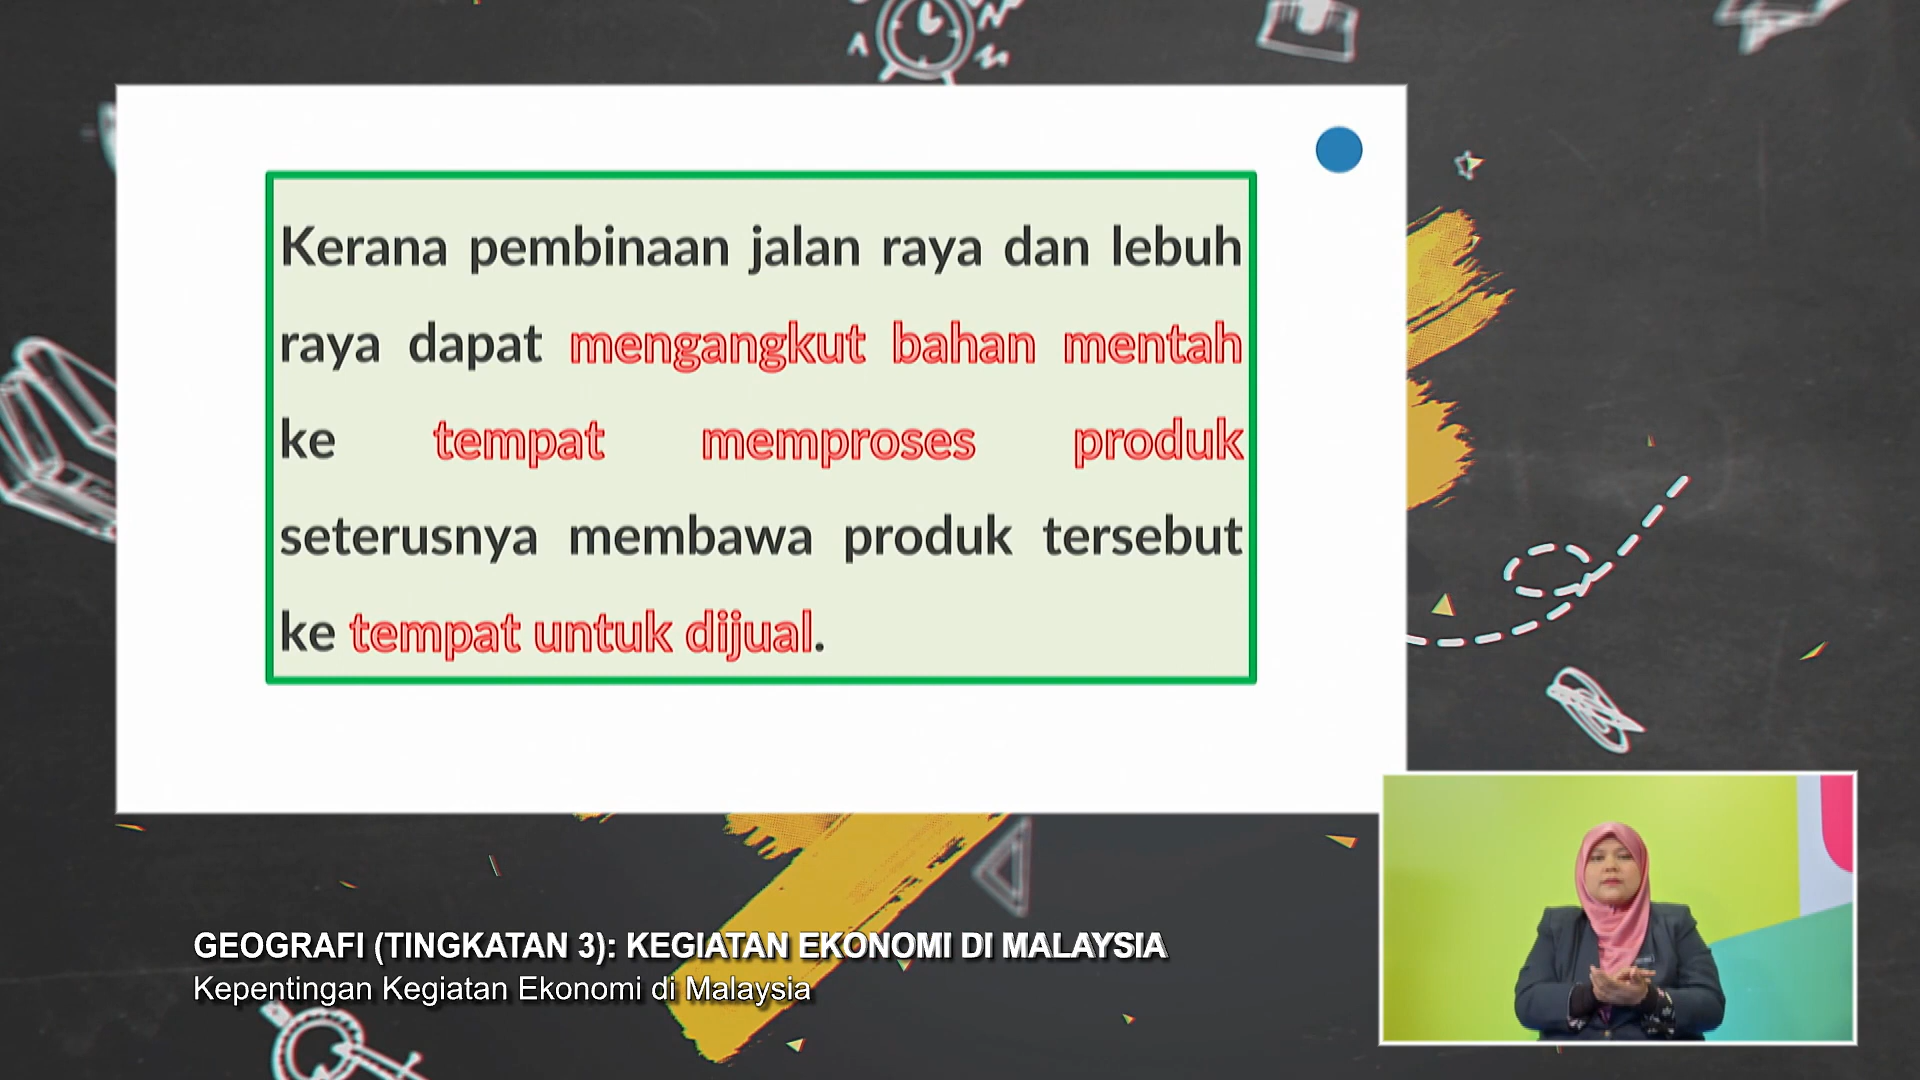 Kerana pembinaan jalan raya dan lebuh
raya dapat mengangkut bahan mentah
ke tempat memproses produk
seterusnya membawa produk tersebut
ke tempat untuk dijual.
GEOGRAFI (TINGKATAN 3): KEGIATAN EKONOMI DI MALAYSIA
Kepentingan Kegiatan Ekonomi di Malaysia